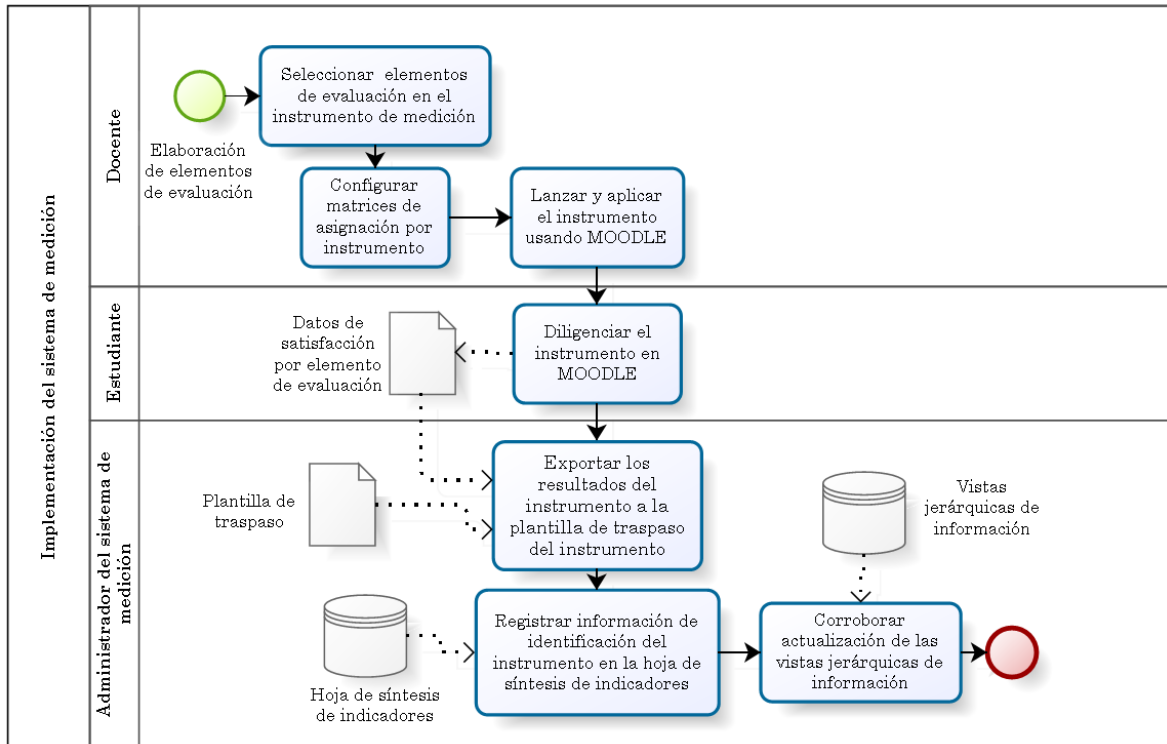 Implementación del sistema de medición
Docente
Elaboración
de elementos
de evaluación
Seleccionar elementos
de evaluación en el
instrumento de medición
Configurar
matrices de
asignación por
instrumento
Lanzar y aplicar
el instrumento
usando MOODLE
Estudiante
Datos de
satisfacción
por elemento
de evaluación
Diligenciar el
instrumento en
MOODLE
Administrador del sistema de
medición
Plantilla de
traspaso
Exportar los
resultados del
instrumento a la
plantilla de traspaso
del instrumento
Vistas
jerárquicas de
información
Hoja de síntesis
de indicadores
Registrar información de
identificación del
instrumento en la hoja de
síntesis de indicadores
Corroborar
actualización de las
vistas jerárquicas de
información